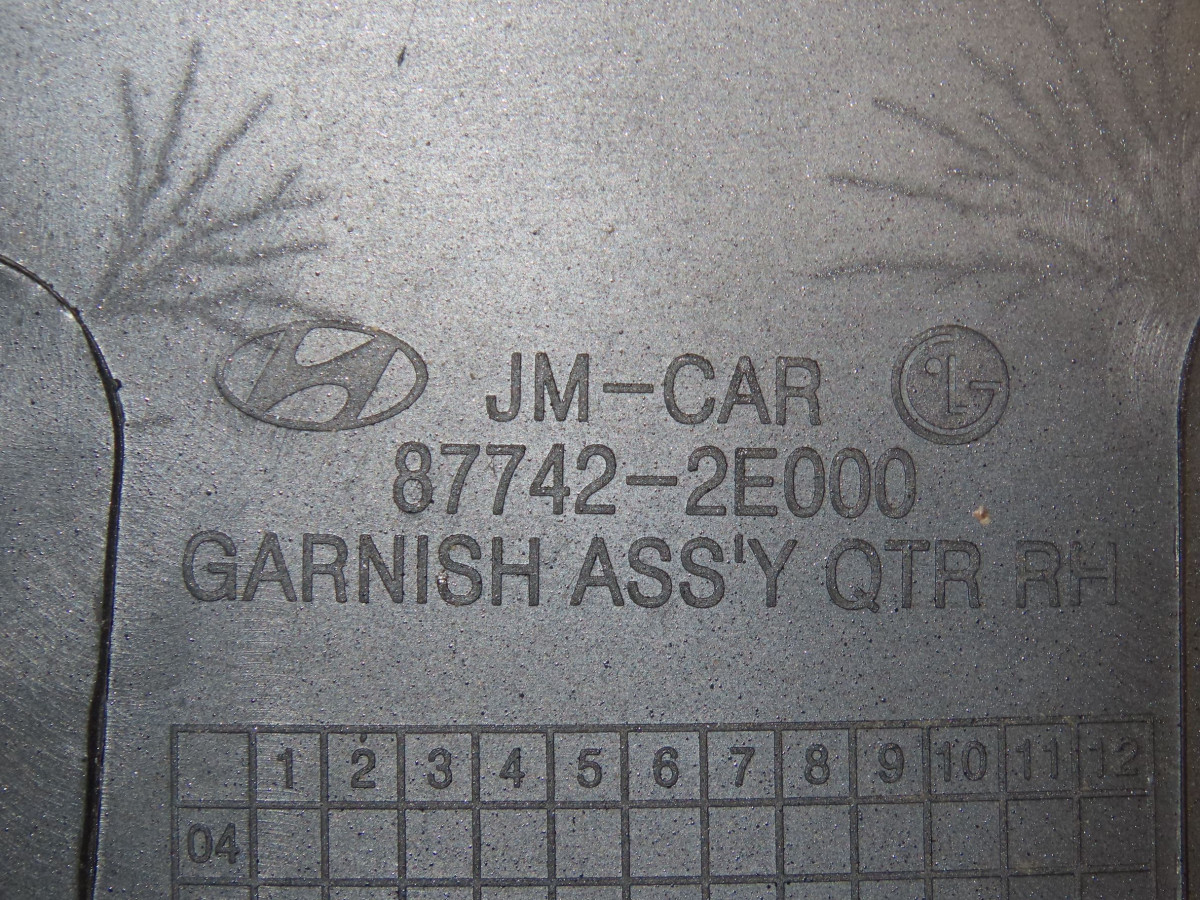 JM-CAR LG
87742-2E000
GARNISH ASS'Y QTR RH
1 2 3 4 5 6 7 8 9 10 11 12
04